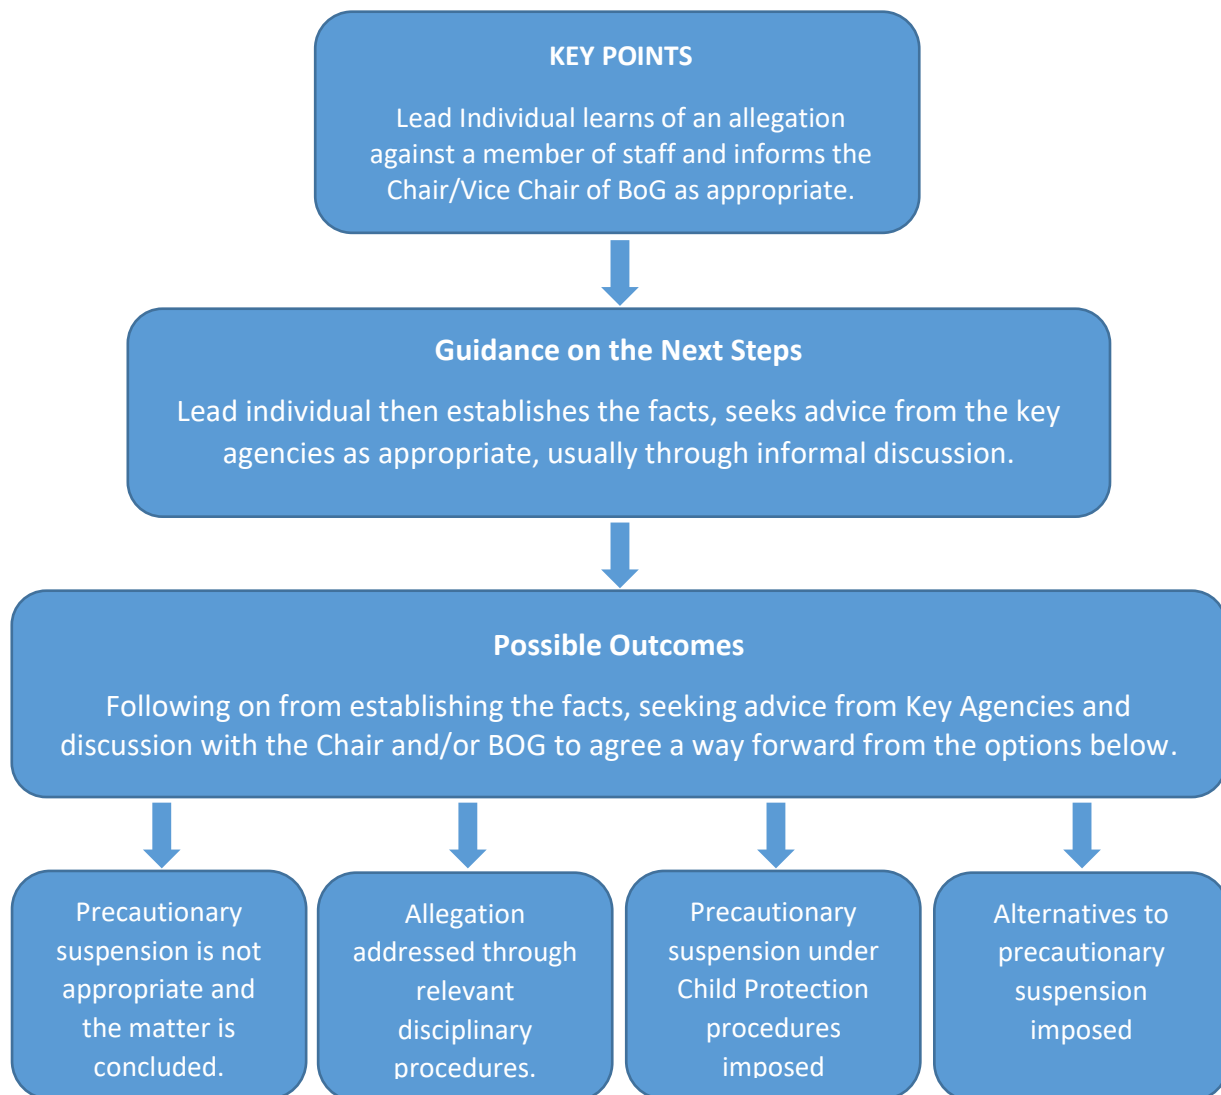 KEY POINTS
Lead Individual learns of an allegation
against a member of staff and informs the
Chair/Vice Chair of BoG as appropriate.
Guidance on the Next Steps
Lead individual then establishes the facts, seeks advice from the key
agencies as appropriate, usually through informal discussion.
Possible Outcomes
Following on from establishing the facts, seeking advice from Key Agencies and
discussion with the Chair and/or BOG to agree a way forward from the options below.
Precautionary
suspension is not
appropriate and
the matter is
concluded.
Allegation
addressed through
relevant
disciplinary
procedures.
Precautionary
suspension under
Child Protection
procedures
imposed
Alternatives to
precautionary
suspension
imposed